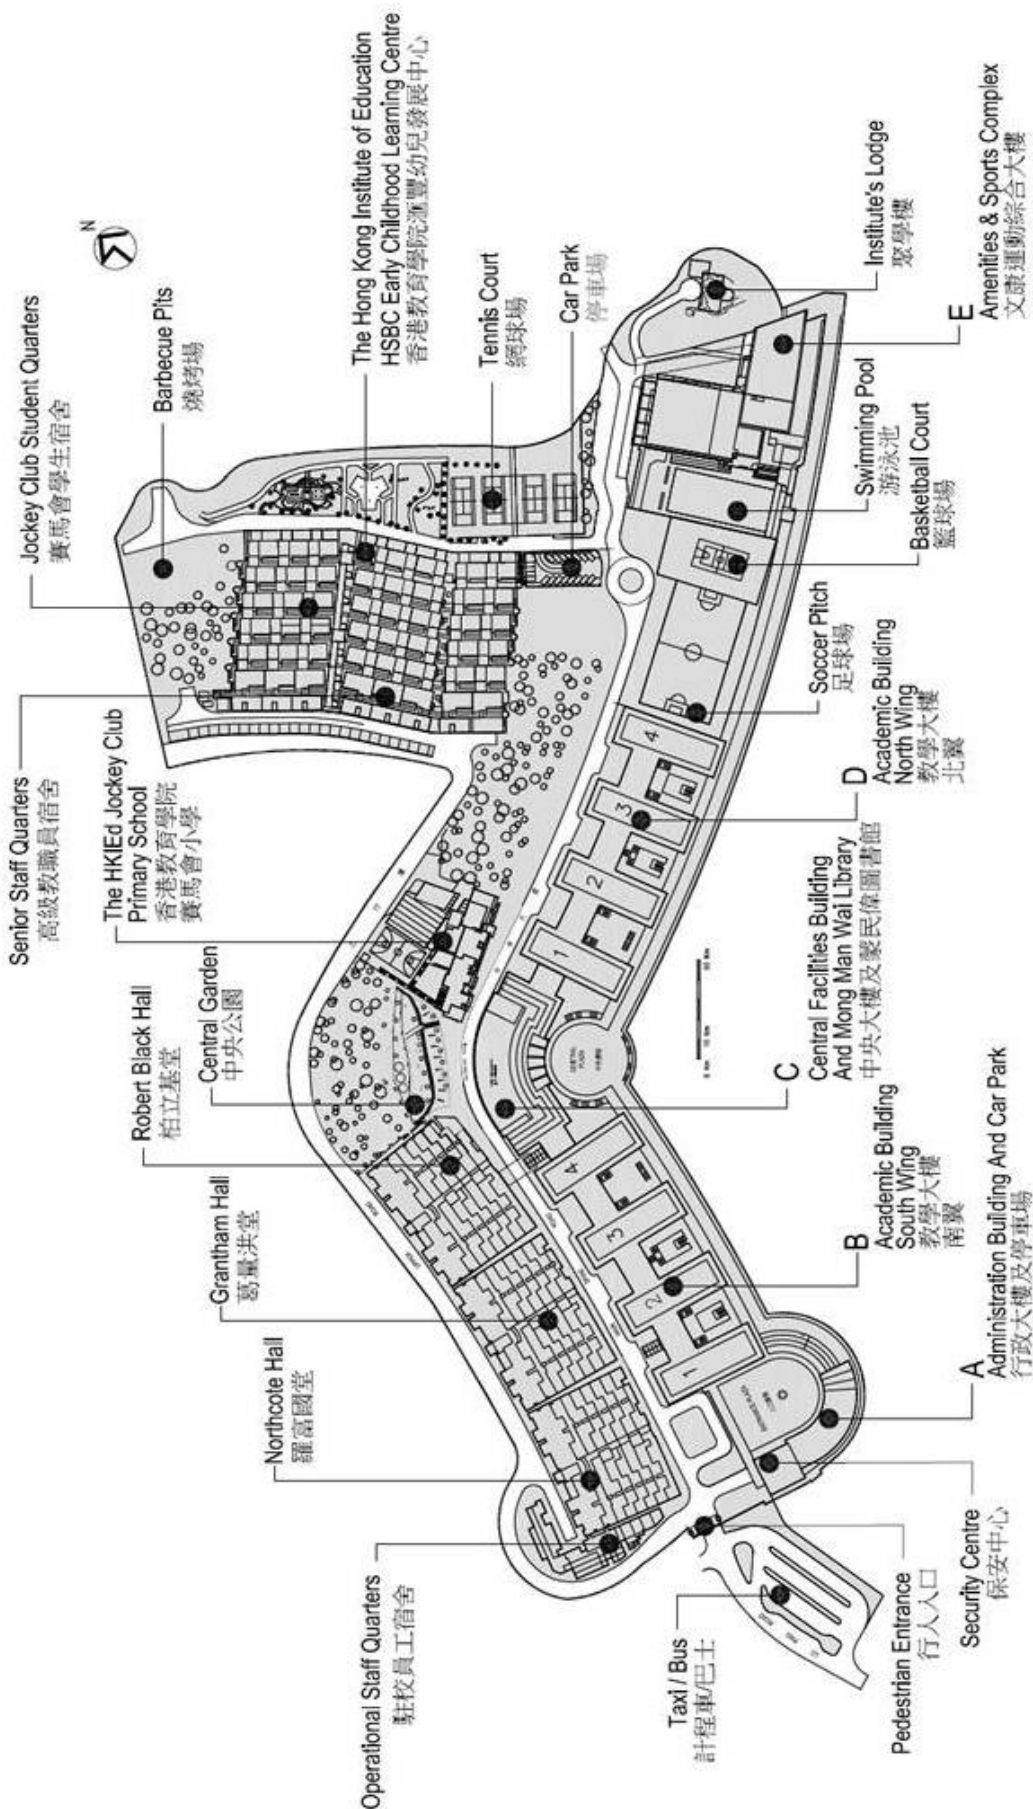 N
Senior Staff Quarters
高級教職員宿舍
Jockey Club Student Quarters
賽馬會學生宿舍
Barbecue Pits
燒烤場
The HKIEd Jockey Club
Primary School
香港教育學院
賽馬會小學
Central Garden
中央公園
Robert Black Hall
柏立基堂
Grantham Hall
葛量洪堂
Northcote Hall
羅富國堂
Operational Staff Quarters
駐校員工宿舍
The Hong Kong Institute of Education
HSBC Early Childhood Learning Centre
香港教育學院滙豐幼兒發展中心
Tennis Court
網球場
Car Park
停車場
Institute's Lodge
聚學樓
E
Amenities & Sports Complex
文康運動綜合大樓
Swimming Pool
游泳池
Basketball Court
籃球場
Soccer Pitch
足球場
D
Academic Building
North Wing
教學大樓
北翼
C
Central Facilities Building
And Mong Man Wai Library
中央大樓及蒙民偉圖書館
B
Academic Building
South Wing
教學大樓
南翼
A
Administration Building And Car Park
行政大樓及停車場
Security Centre
保安中心
Pedestrian Entrance
行人入口
Taxi / Bus
計程車/巴士
1
2
3
4
1
2
3
4